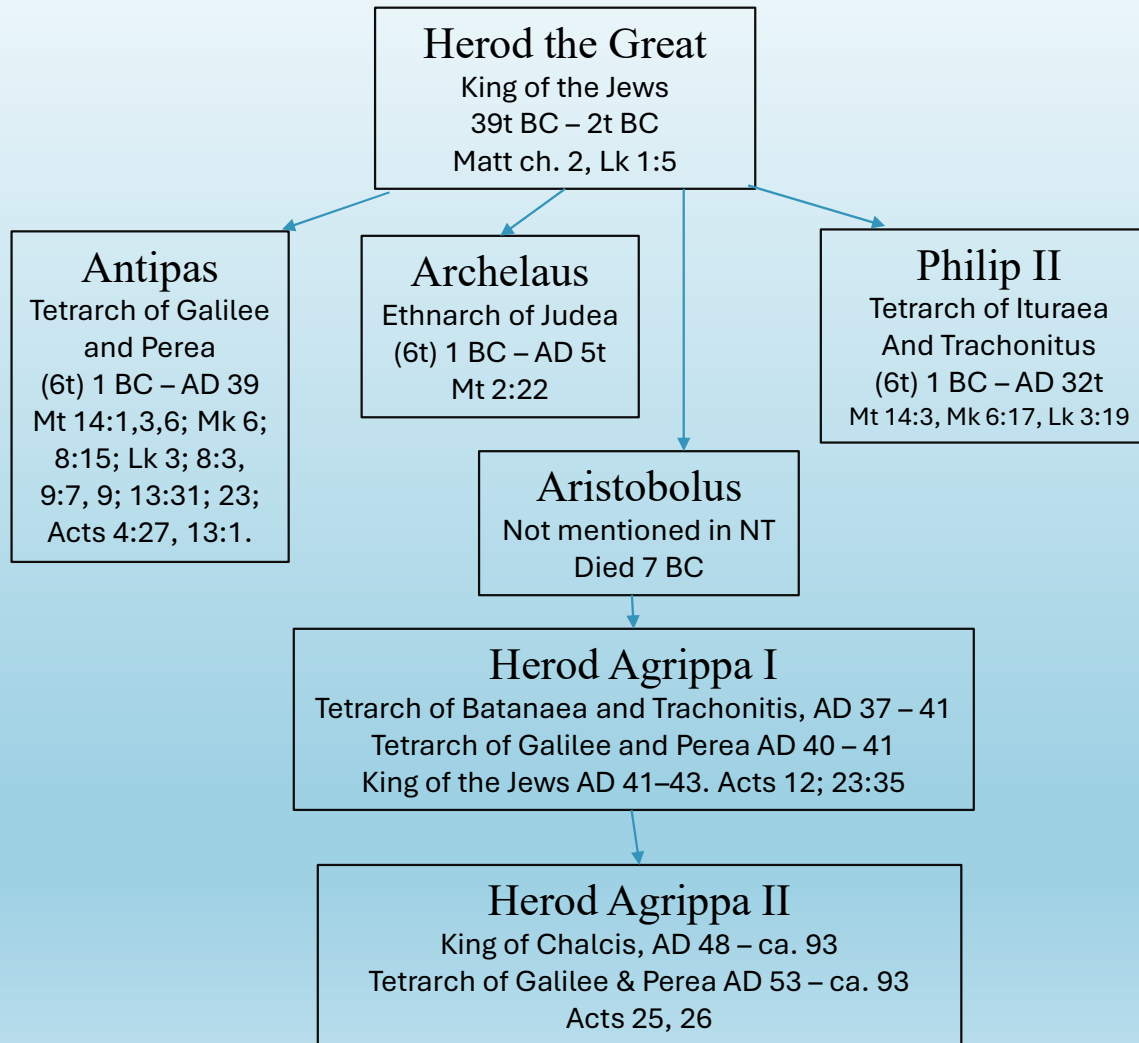 Herod the Great
King of the Jews
39t BC – 2t BC
Matt ch. 2, Lk 1:5
Antipas
Tetrarch of Galilee
and Perea
(6t) 1 BC – AD 39
Mt 14:1,3,6; Mk 6;
8:15; Lk 3; 8:3,
9:7, 9; 13:31; 23;
Acts 4:27, 13:1.
Archelaus
Ethnarch of Judea
(6t) 1 BC – AD 5t
Mt 2:22
Philip II
Tetrarch of Ituraea
And Trachonitus
(6t) 1 BC – AD 32t
Mt 14:3, Mk 6:17, Lk 3:19
Aristobolus
Not mentioned in NT
Died 7 BC
Herod Agrippa I
Tetrarch of Batanaea and Trachonitis, AD 37 – 41
Tetrarch of Galilee and Perea AD 40 – 41
King of the Jews AD 41–43. Acts 12; 23:35
Herod Agrippa II
King of Chalcis, AD 48 – ca. 93
Tetrarch of Galilee & Perea AD 53 – ca. 93
Acts 25, 26